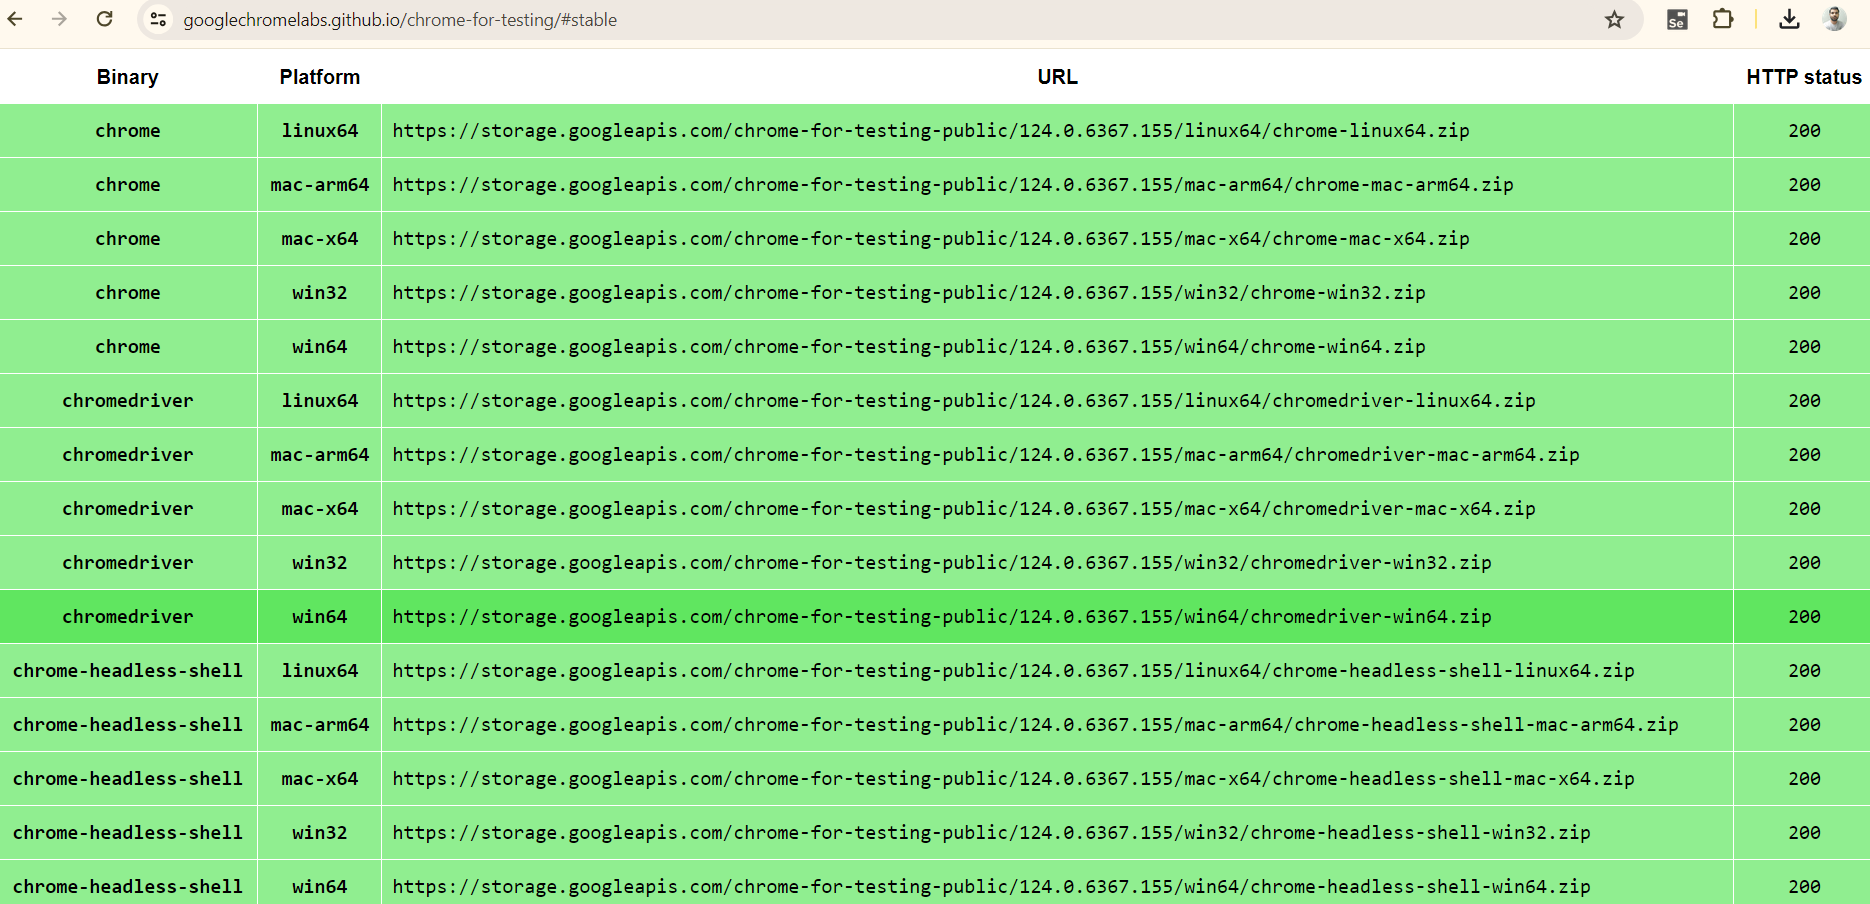 googlechromelabs.github.io/chrome-for-testing/#stable
Se
Binary Platform URL HTTP status
chrome linux64 https://storage.googleapis.com/chrome-for-testing-public/124.0.6367.155/linux64/chrome-linux64.zip 200
chrome mac-arm64 https://storage.googleapis.com/chrome-for-testing-public/124.0.6367.155/mac-arm64/chrome-mac-arm64.zip 200
chrome mac-x64 https://storage.googleapis.com/chrome-for-testing-public/124.0.6367.155/mac-x64/chrome-mac-x64.zip 200
chrome win32 https://storage.googleapis.com/chrome-for-testing-public/124.0.6367.155/win32/chrome-win32.zip 200
chrome win64 https://storage.googleapis.com/chrome-for-testing-public/124.0.6367.155/win64/chrome-win64.zip 200
chromedriver linux64 https://storage.googleapis.com/chrome-for-testing-public/124.0.6367.155/linux64/chromedriver-linux64.zip 200
chromedriver mac-arm64 https://storage.googleapis.com/chrome-for-testing-public/124.0.6367.155/mac-arm64/chromedriver-mac-arm64.zip 200
chromedriver mac-x64 https://storage.googleapis.com/chrome-for-testing-public/124.0.6367.155/mac-x64/chromedriver-mac-x64.zip 200
chromedriver win32 https://storage.googleapis.com/chrome-for-testing-public/124.0.6367.155/win32/chromedriver-win32.zip 200
chromedriver win64 https://storage.googleapis.com/chrome-for-testing-public/124.0.6367.155/win64/chromedriver-win64.zip 200
chrome-headless-shell linux64 https://storage.googleapis.com/chrome-for-testing-public/124.0.6367.155/linux64/chrome-headless-shell-linux64.zip 200
chrome-headless-shell mac-arm64 https://storage.googleapis.com/chrome-for-testing-public/124.0.6367.155/mac-arm64/chrome-headless-shell-mac-arm64.zip 200
chrome-headless-shell mac-x64 https://storage.googleapis.com/chrome-for-testing-public/124.0.6367.155/mac-x64/chrome-headless-shell-mac-x64.zip 200
chrome-headless-shell win32 https://storage.googleapis.com/chrome-for-testing-public/124.0.6367.155/win32/chrome-headless-shell-win32.zip 200
chrome-headless-shell win64 https://storage.googleapis.com/chrome-for-testing-public/124.0.6367.155/win64/chrome-headless-shell-win64.zip 200